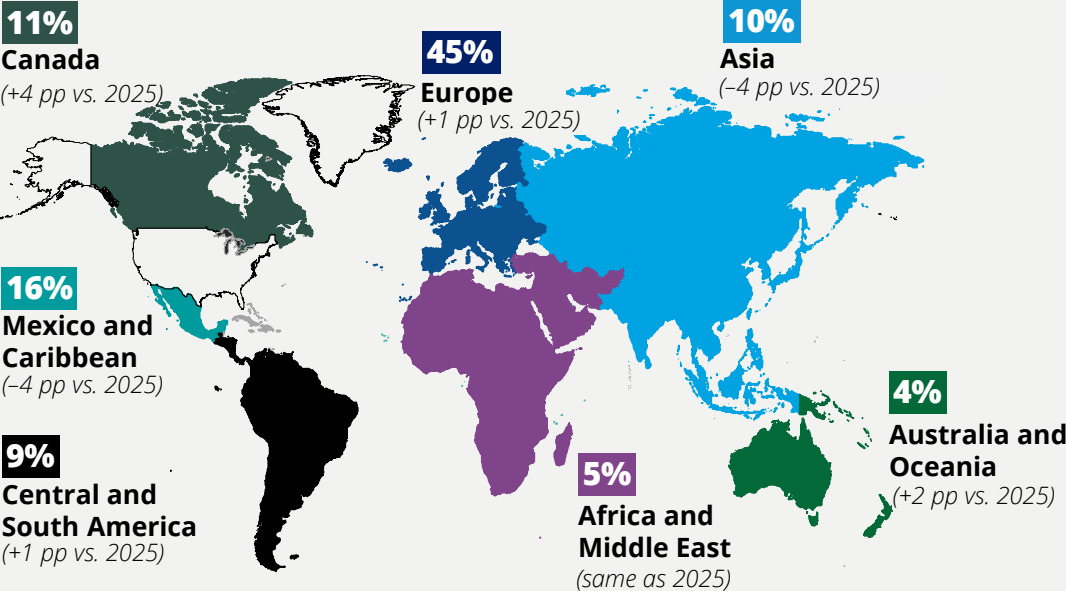 11%
Canada
(+4 pp vs. 2025)
45%
Europe
(+1 pp vs. 2025)
10%
Asia
(–4 pp vs. 2025)
16%
Mexico and
Caribbean
(–4 pp vs. 2025)
9%
Central and
South America
(+1 pp vs. 2025)
5%
Africa and
Middle East
(same as 2025)
4%
Australia and
Oceania
(+2 pp vs. 2025)